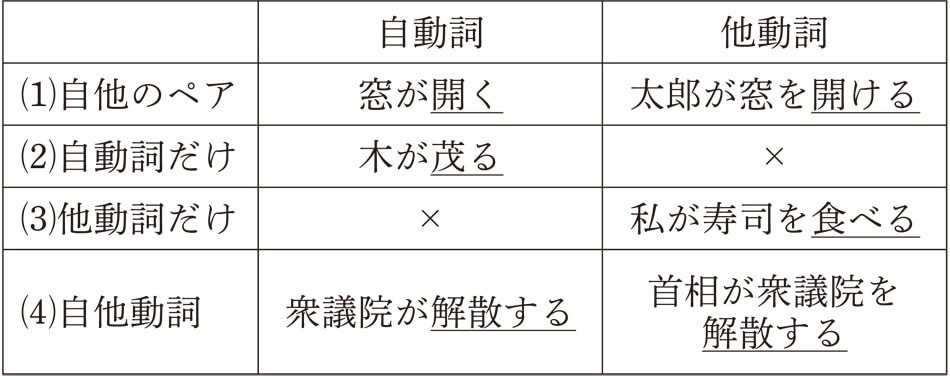 自動詞 他動詞
(1)自他のペア 窓が開く 太郎が窓を開ける
(2)自動詞だけ 木が茂る ×
(3)他動詞だけ × 私が寿司を食べる
(4)自他動詞 衆議院が解散する 首相が衆議院を
解散する